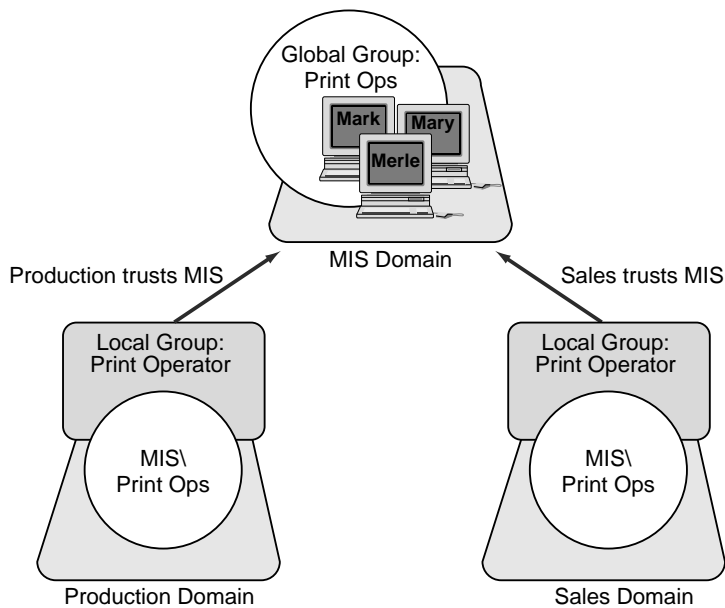 Global Group:
Print Ops
Mark
Mary
Merle
MIS Domain
Production trusts MIS
Sales trusts MIS
Local Group:
Print Operator
Local Group:
Print Operator
MIS\
Print Ops
MIS\
Print Ops
Production Domain
Sales Domain